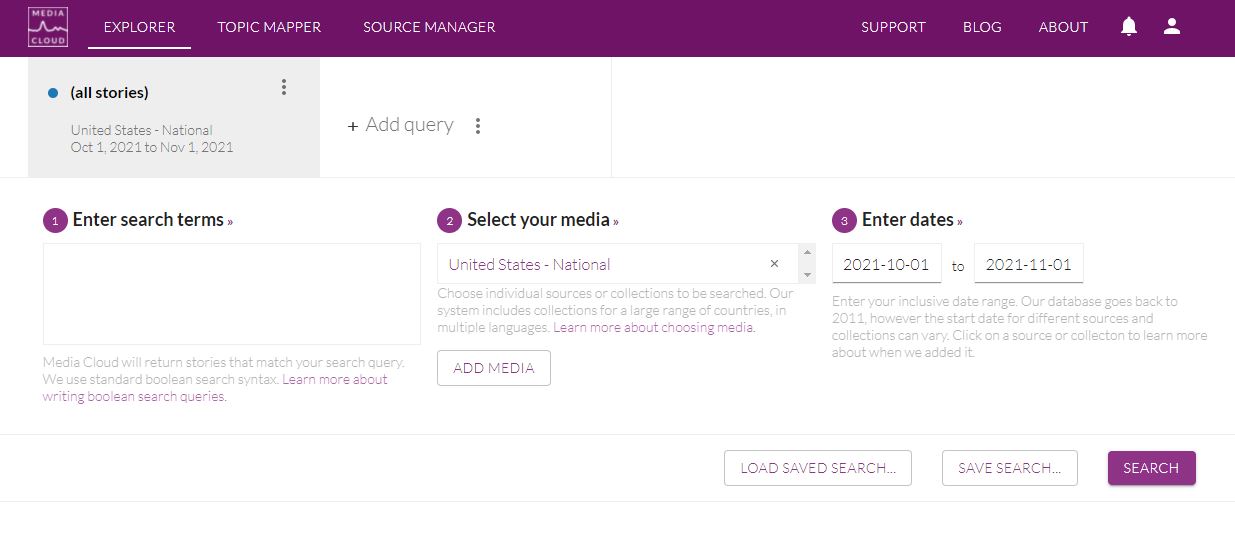 MEDIA
CLOUD
EXPLORER
TOPIC MAPPER
SOURCE MANAGER
SUPPORT
BLOG
ABOUT
(all stories)
United States - National
Oct 1, 2021 to Nov 1, 2021
+ Add query
1 Enter search terms »
Media Cloud will return stories that match your search query.
We use standard boolean search syntax. Learn more about
writing boolean search queries.
2 Select your media »
United States - National ×
Choose individual sources or collections to be searched. Our
system includes collections for a large range of countries, in
multiple languages. Learn more about choosing media.
ADD MEDIA
3 Enter dates »
2021-10-01 to 2021-11-01
Enter your inclusive date range. Our database goes back to
2011, however the start date for different sources and
collections can vary. Click on a source or collecton to learn more
about when we added it.
LOAD SAVED SEARCH...
SAVE SEARCH...
SEARCH